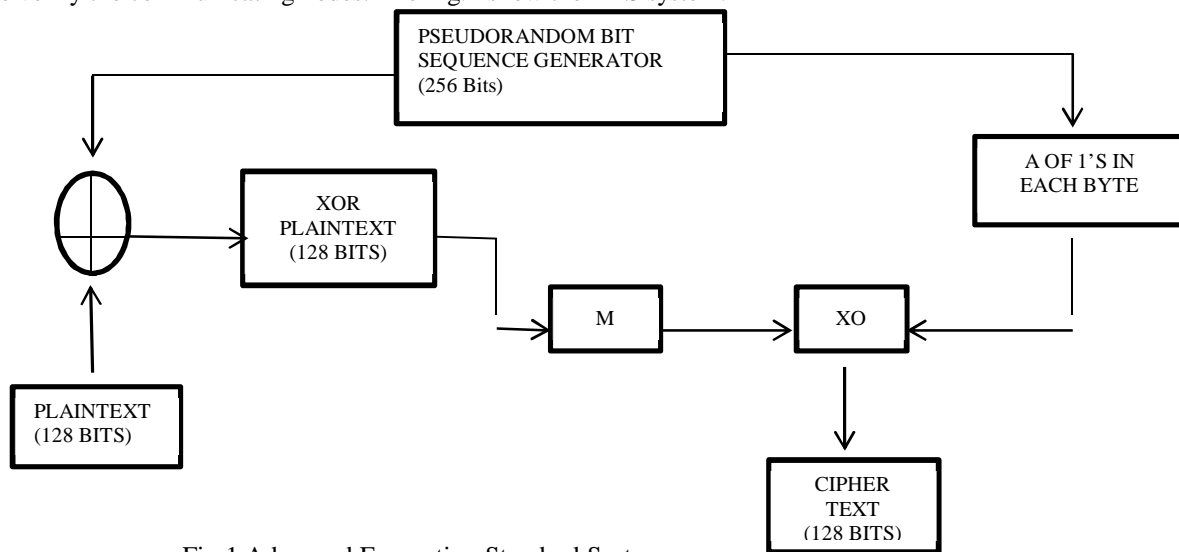 PSEUDORANDOM BIT
SEQUENCE GENERATOR
(256 Bits)
A OF 1'S IN
EACH BYTE
XOR
PLAINTEXT
(128 BITS)
M
XO
PLAINTEXT
(128 BITS)
CIPHER
TEXT
(128 BITS)
Fig 1 Advanced Encryption Standard